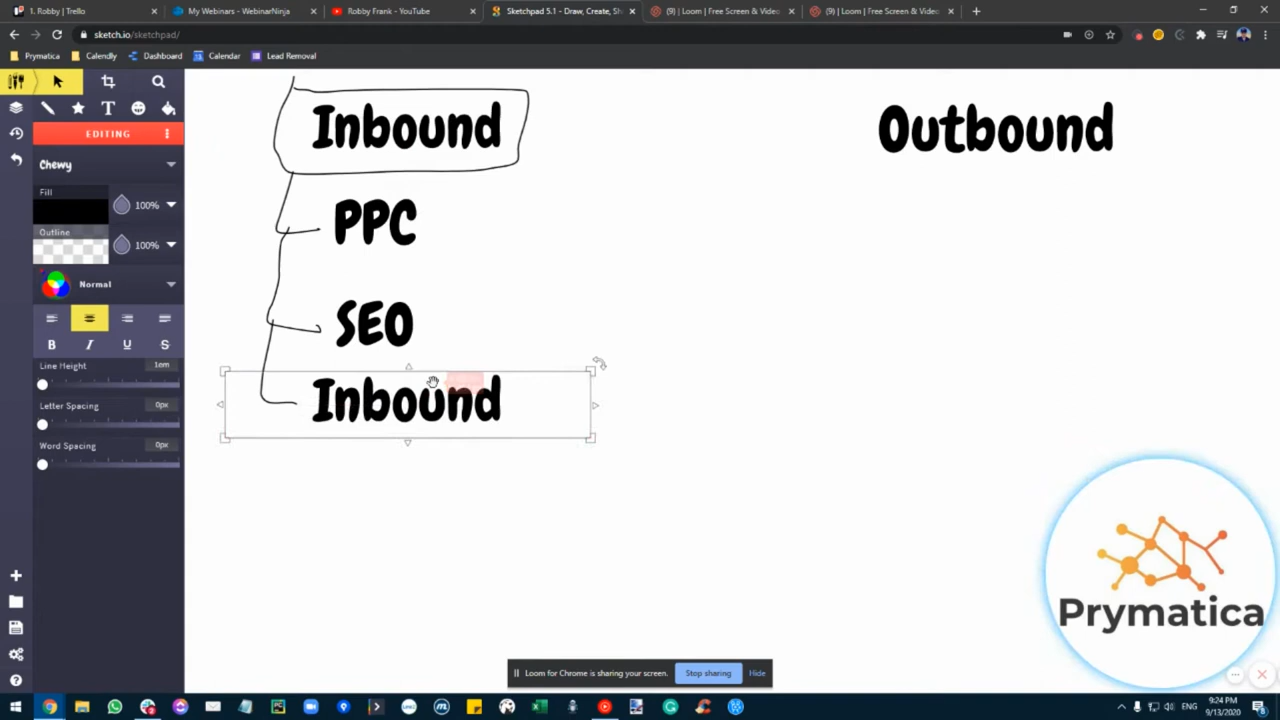 1. Robby | Trello
My Webinars - WebinarNinja
Robby Frank - YouTube
Sketchpad 5.1 - Draw, Create, Sh
(9) | Loom | Free Screen & Video
(9) | Loom | Free Screen & Video
sketch.io/sketchpad/
Prymatica
Calendly
Dashboard
Calendar
Lead Removal
EDITING
Chewy
Fill
100%
Outline
100%
Normal
B I U S
Line Height 1em
Letter Spacing 0px
Word Spacing 0px
Inbound
Outbound
PPC
SEO
Inbound
Prymatica
Loom for Chrome is sharing your screen.
Stop sharing
Hide
9:24 PM
9/13/2020